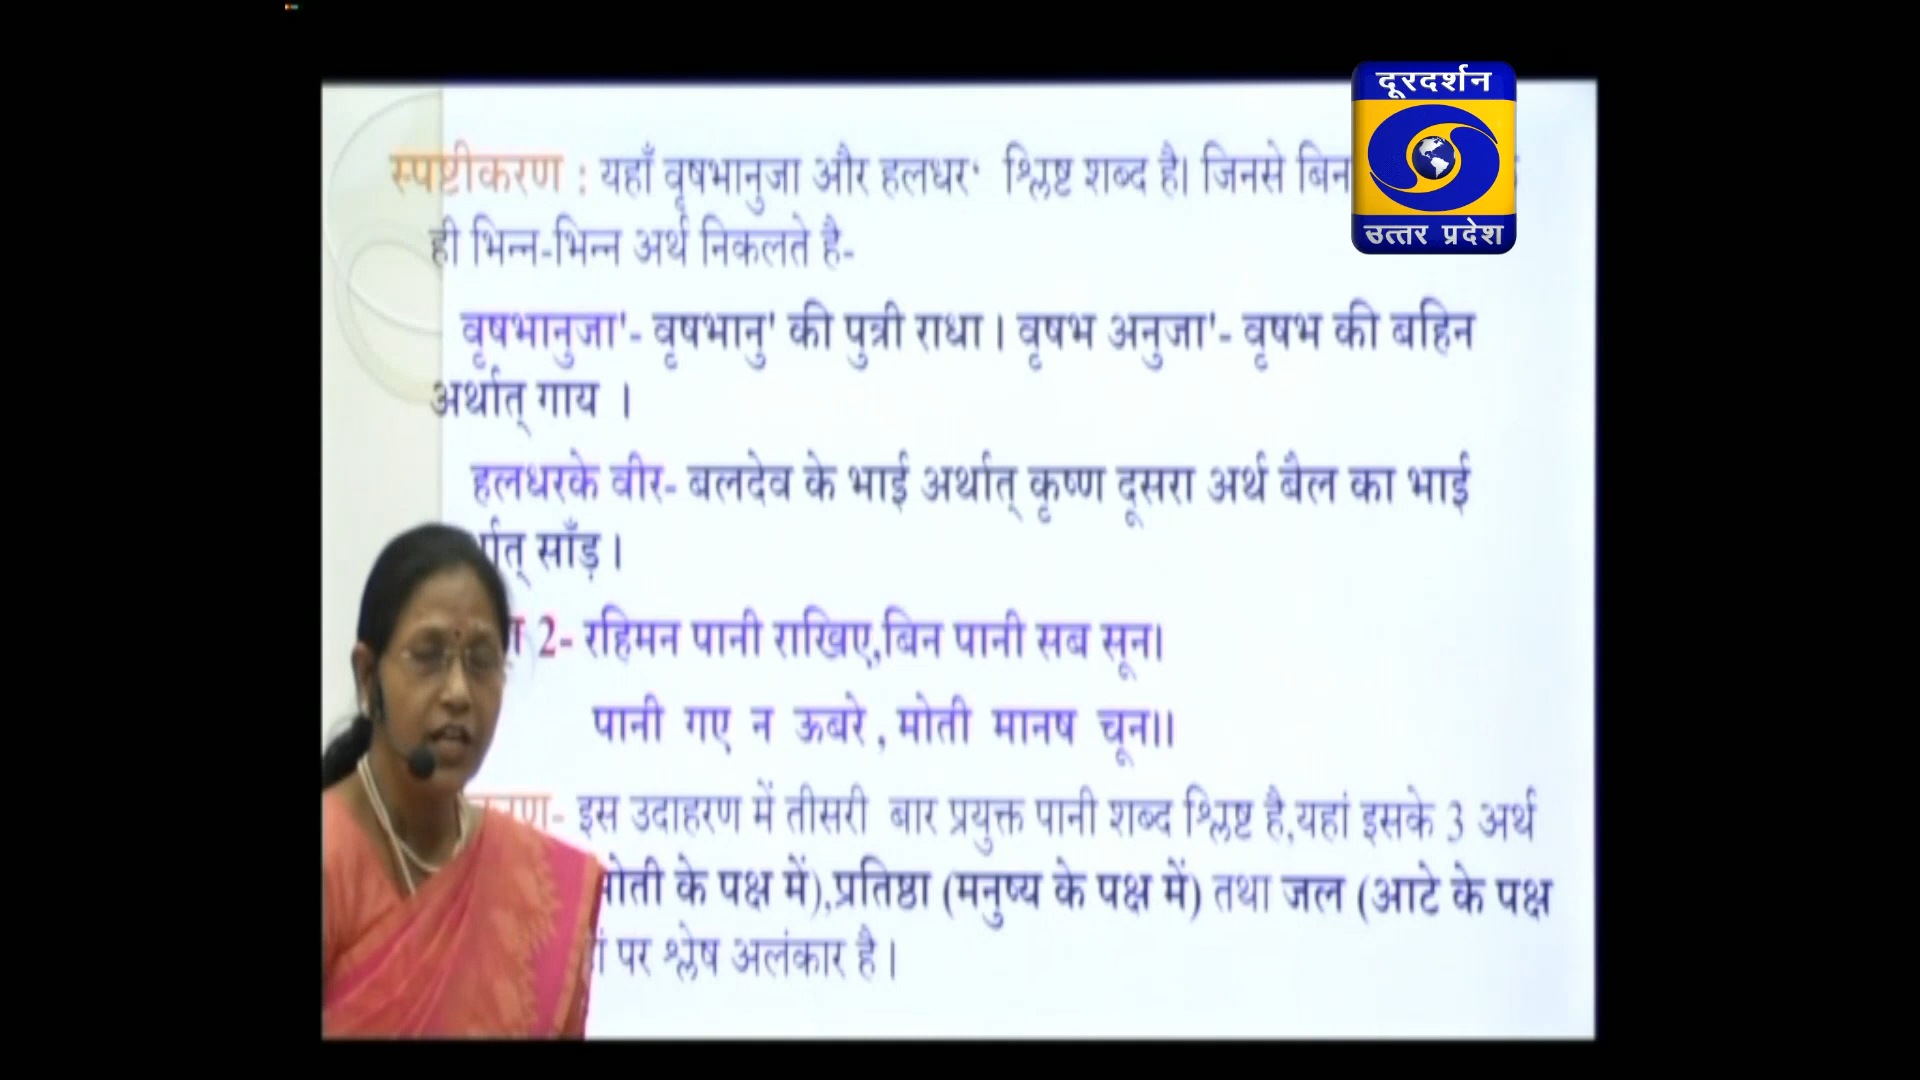 दूरदर्शन
उत्तर प्रदेश
स्पष्टीकरण : यहाँ वृषभानुजा और हलधर' श्लिष्ट शब्द है। जिनसे बिन
ही भिन्न-भिन्न अर्थ निकलते है-
वृषभानुजा'- वृषभानु' की पुत्री राधा । वृषभ अनुजा'- वृषभ की बहिन
अर्थात् गाय ।
हलधरके वीर- बलदेव के भाई अर्थात् कृष्ण दूसरा अर्थ बैल का भाई
साँड़ ।
2- रहिमन पानी राखिए,बिन पानी सब सून।
पानी गए न ऊबरे , मोती मानष चून।।
इस उदाहरण में तीसरी बार प्रयुक्त पानी शब्द श्लिष्ट है,यहां इसके 3 अर्थ
मोती के पक्ष में),प्रतिष्ठा (मनुष्य के पक्ष में) तथा जल (आटे के पक्ष
पर श्लेष अलंकार है ।